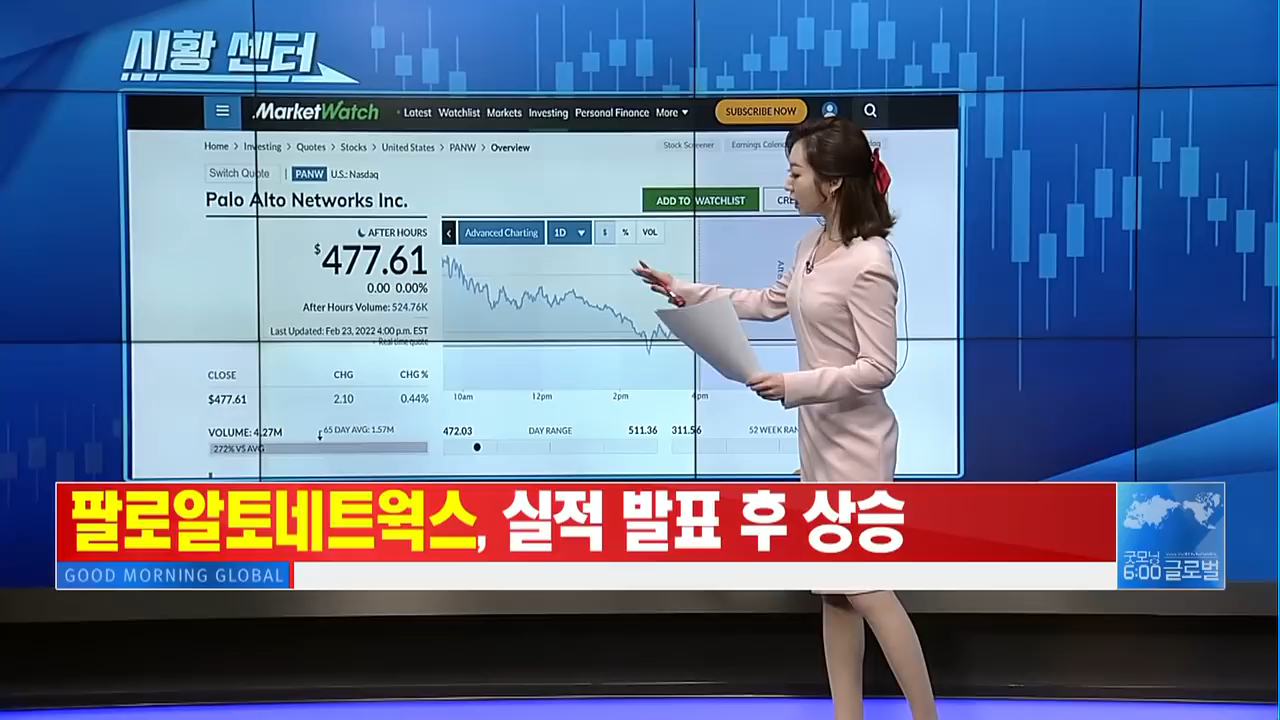 시황 센터
MarketWatch
Latest Watchlist Markets Investing Personal Finance More
SUBSCRIBE NOW
Home > Investing > Quotes > Stocks > United States > PANW > Overview
Stock Screener
Earnings
Switch Quote | PANW U.S.: Nasdaq
Palo Alto Networks Inc.
ADD TO WATCHLIST
AFTER HOURS
Advanced Charting 1D $ % VOL
$477.61
0.00 0.00%
After Hours Volume: 524.76K
Last Updated: Feb 23, 2022 4:00 p.m. EST
Real time quote
CLOSE CHG CHG %
$477.61 2.10 0.44%
10am 12pm 2pm 4pm
VOLUME: 4.27M 65 DAY AVG: 1.57M
272% VS AVG
472.03 DAY RANGE 511.36
311.56 52 WEEK
팔로알토네트웍스, 실적 발표 후 상승
GOOD MORNING GLOBAL
굿모닝
6:00 글로벌